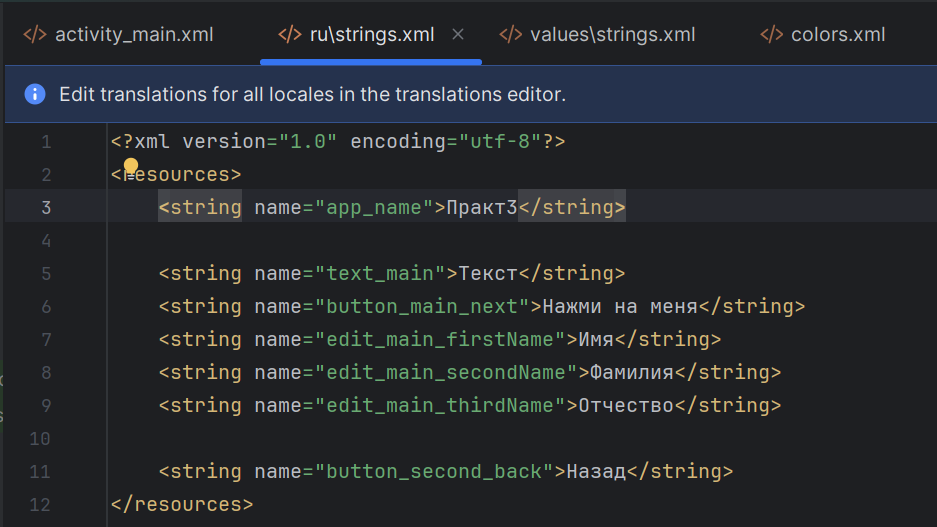 activity_main.xml ru\strings.xml values\strings.xml colors.xml
Edit translations for all locales in the translations editor.
1 <?xml version="1.0" encoding="utf-8"?>
2 <resources>
3 <string name="app_name">Практ3</string>
4
5 <string name="text_main">Текст</string>
6 <string name="button_main_next">Нажми на меня</string>
7 <string name="edit_main_firstName">Имя</string>
8 <string name="edit_main_secondName">Фамилия</string>
9 <string name="edit_main_thirdName">Отчество</string>
10
11 <string name="button_second_back">Назад</string>
12 </resources>